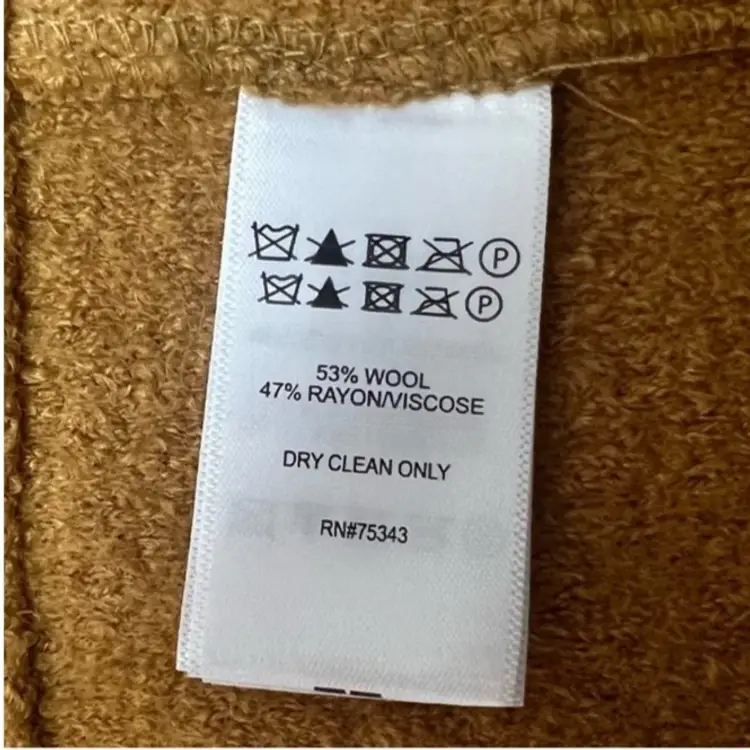 P
P
53% WOOL
47% RAYON/VISCOSE
DRY CLEAN ONLY
RN#75343